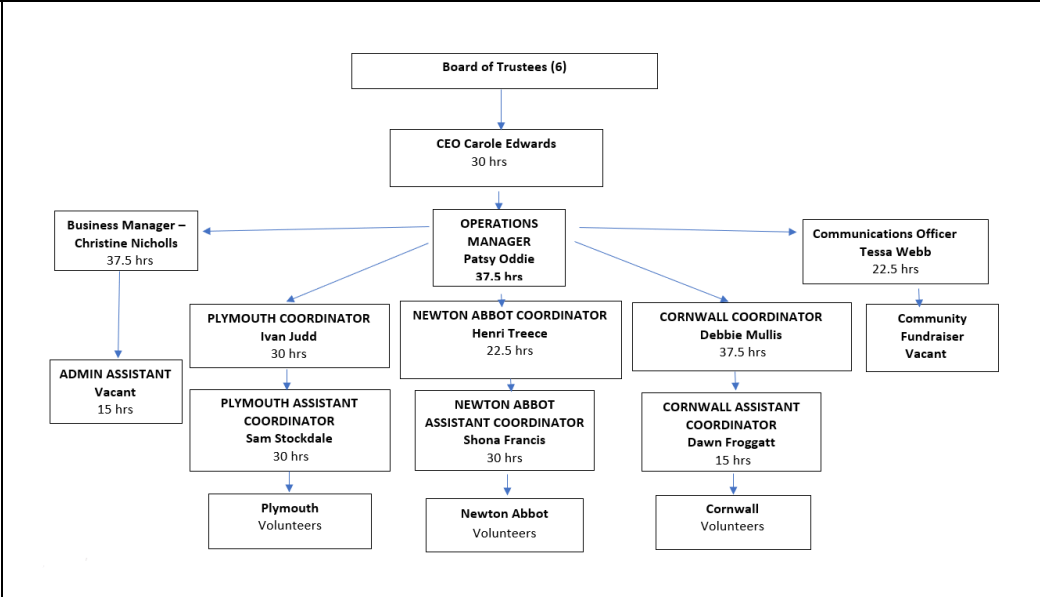 Board of Trustees (6)
CEO Carole Edwards
30 hrs
Business Manager –
Christine Nicholls
37.5 hrs
OPERATIONS
MANAGER
Patsy Oddie
37.5 hrs
Communications Officer
Tessa Webb
22.5 hrs
PLYMOUTH COORDINATOR
Ivan Judd
30 hrs
NEWTON ABBOT COORDINATOR
Henri Treece
22.5 hrs
CORNWALL COORDINATOR
Debbie Mullis
37.5 hrs
Community
Fundraiser
Vacant
ADMIN ASSISTANT
Vacant
15 hrs
PLYMOUTH ASSISTANT
COORDINATOR
Sam Stockdale
30 hrs
NEWTON ABBOT
ASSISTANT COORDINATOR
Shona Francis
30 hrs
CORNWALL ASSISTANT
COORDINATOR
Dawn Froggatt
15 hrs
Plymouth
Volunteers
Newton Abbot
Volunteers
Cornwall
Volunteers